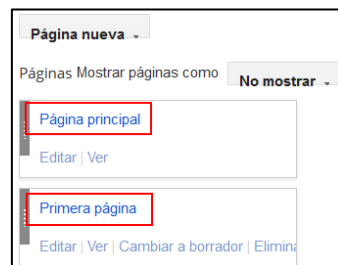 Página nueva
Páginas Mostrar páginas como No mostrar
Página principal
Editar | Ver
Primera página
Editar | Ver | Cambiar a borrador | Elimina